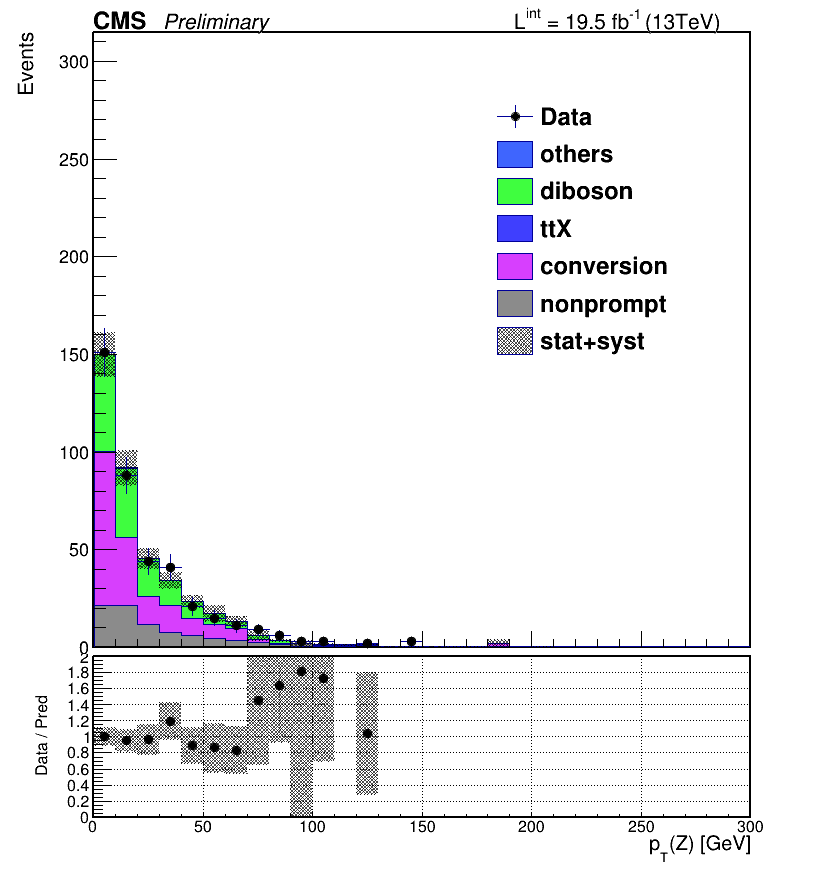 CMS Preliminary L^int = 19.5 fb^-1 (13TeV)
Events
300
250
200
150
100
50
0
Data
others
diboson
ttX
conversion
nonprompt
stat+syst
Data / Pred
2
1.8
1.6
1.4
1.2
1
0.8
0.6
0.4
0.2
0
0 50 100 150 200 250 300
p_T(Z) [GeV]